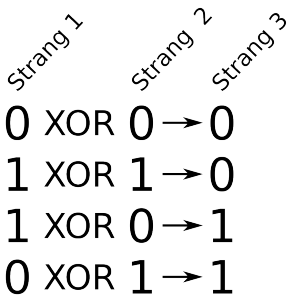 Strang 1 Strang 2 Strang 3
0 XOR 0 → 0
1 XOR 1 → 0
1 XOR 0 → 1
0 XOR 1 → 1